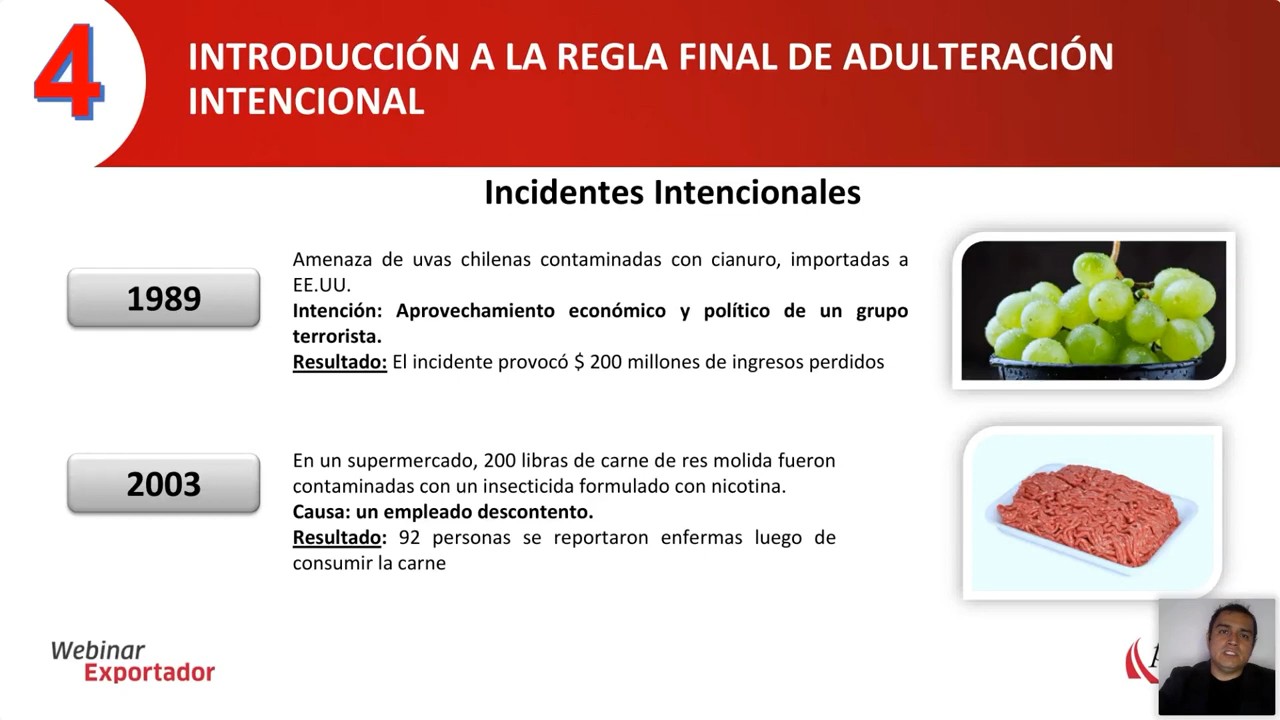 4
INTRODUCCIÓN A LA REGLA FINAL DE ADULTERACIÓN
INTENCIONAL
Incidentes Intencionales
1989
Amenaza de uvas chilenas contaminadas con cianuro, importadas a
EE.UU.
Intención: Aprovechamiento económico y político de un grupo
terrorista.
Resultado: El incidente provocó $ 200 millones de ingresos perdidos
2003
En un supermercado, 200 libras de carne de res molida fueron
contaminadas con un insecticida formulado con nicotina.
Causa: un empleado descontento.
Resultado: 92 personas se reportaron enfermas luego de
consumir la carne
Webinar
Exportador